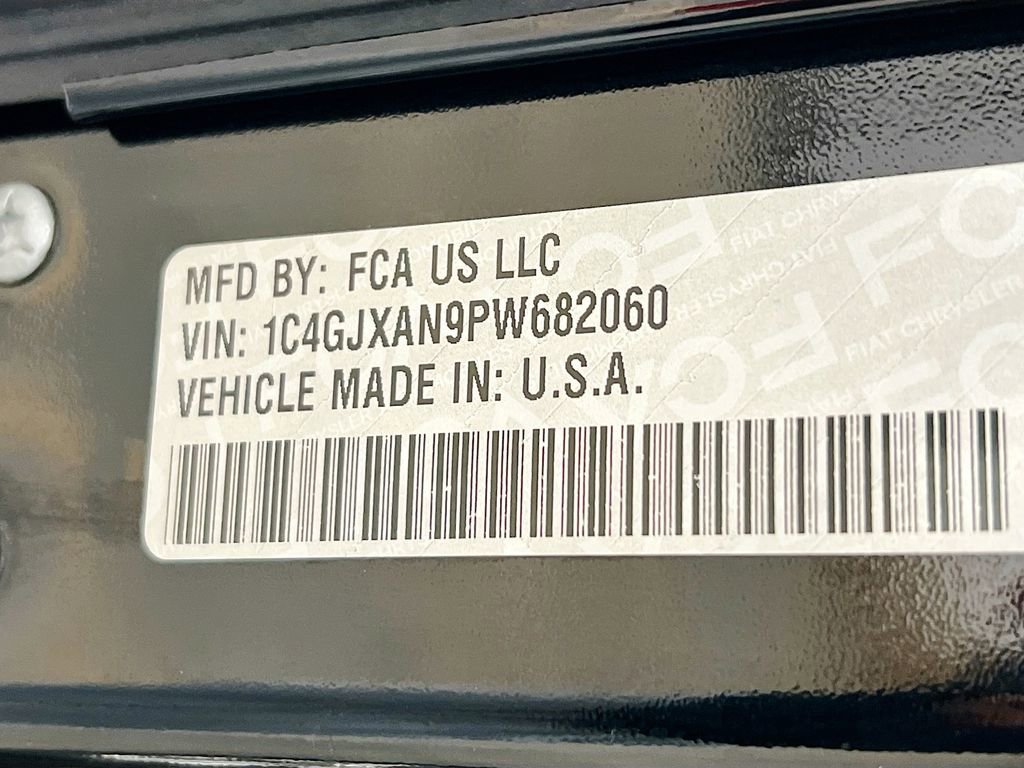 MFD BY: FCA US LLC
VIN: 1C4GJXAN9PW682060
VEHICLE MADE IN: U.S.A.